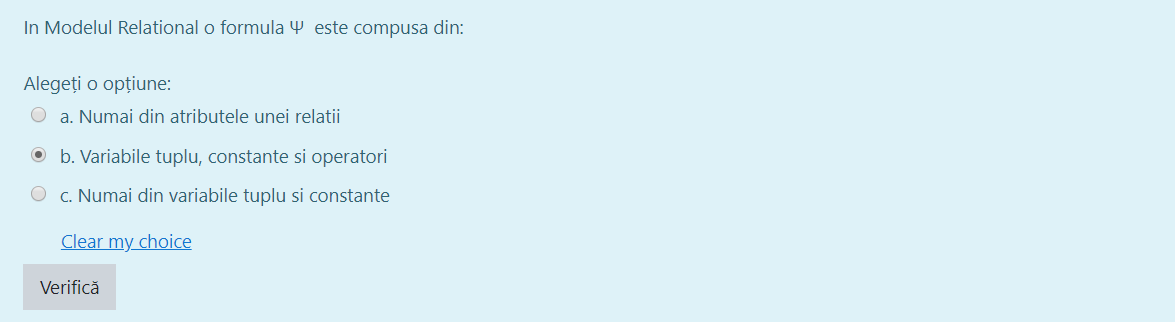 In Modelul Relational o formula Ψ este compusa din:
Alegeți o opțiune:
a. Numai din atributele unei relatii
b. Variabile tuplu, constante si operatori
c. Numai din variabile tuplu si constante
Clear my choice
Verifică